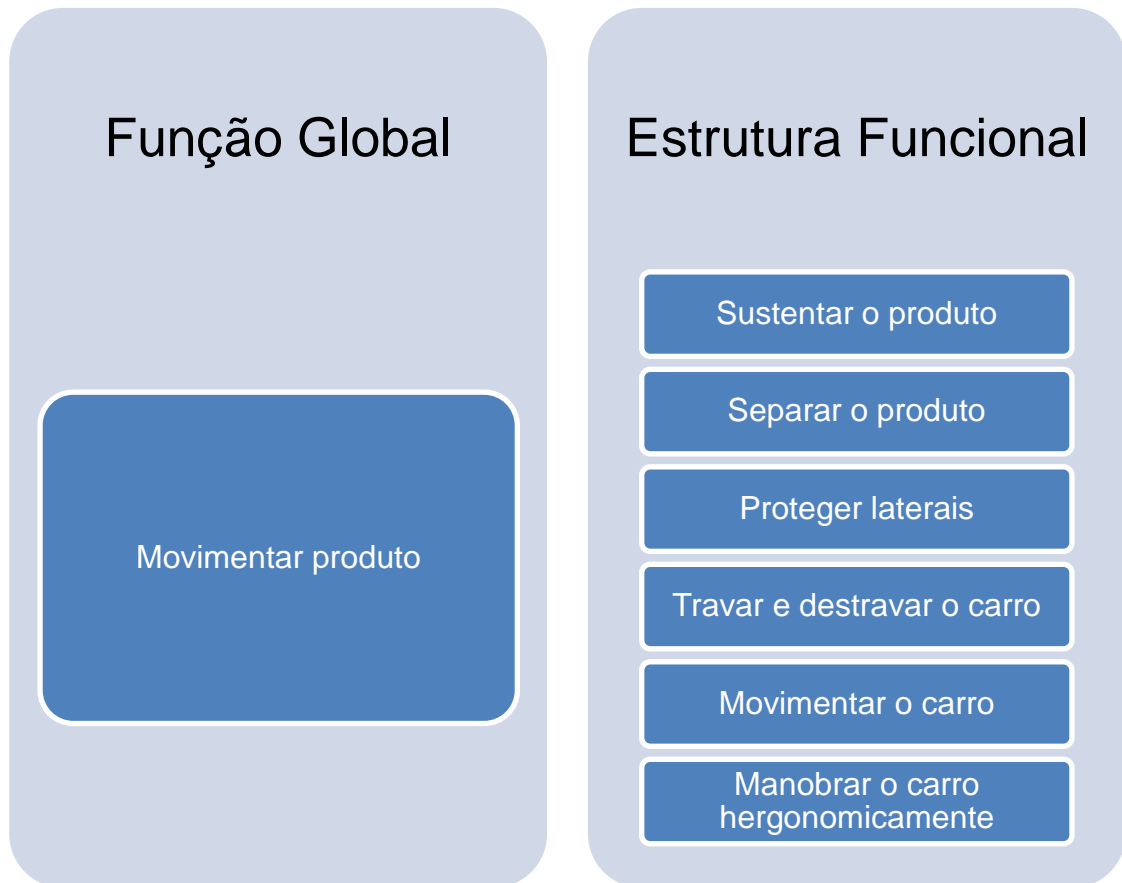 Função Global
Movimentar produto
Estrutura Funcional
Sustentar o produto
Separar o produto
Proteger laterais
Travar e destravar o carro
Movimentar o carro
Manobrar o carro
hergonomicamente